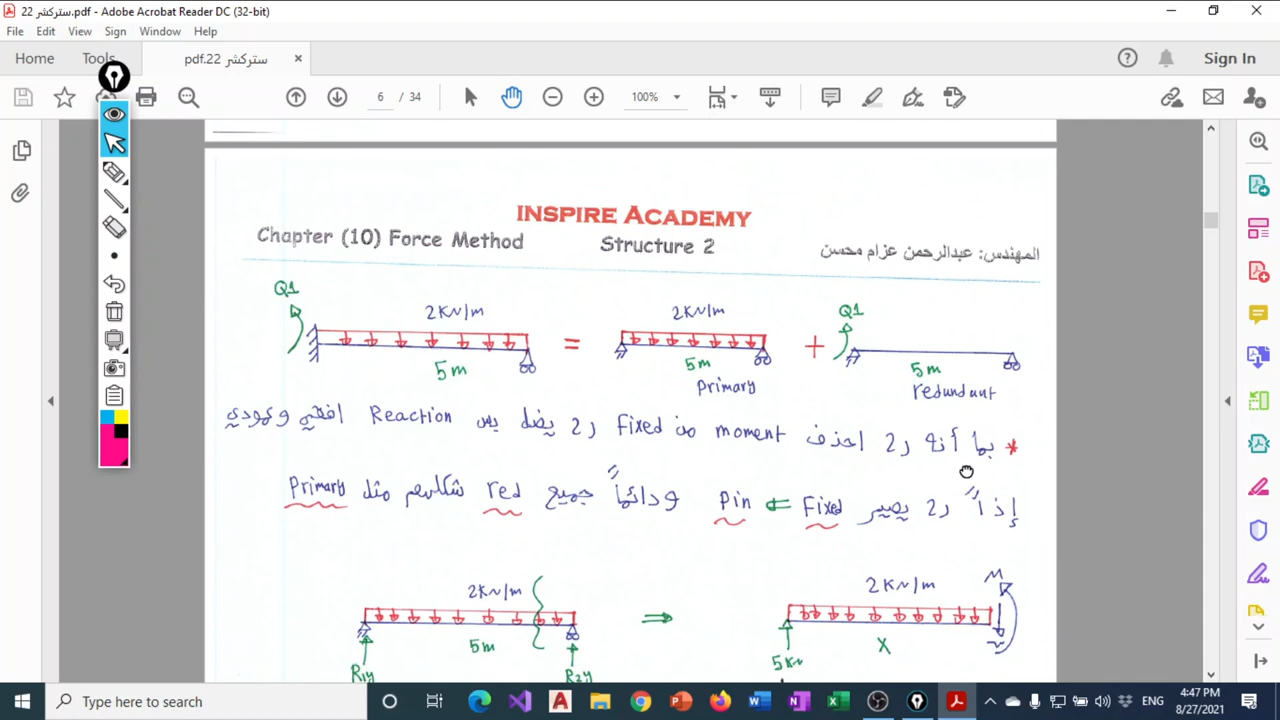 ستركشر 22.pdf - Adobe Acrobat Reader DC (32-bit)
File Edit View Sign Window Help
Home Tools ستركشر 22.pdf Sign In
6 / 34 100%
INSPIRE ACADEMY
Chapter (10) Force Method Structure 2 المهندس: عبدالرحمن عزام محسن
Q1 2KN/m 2KN/m Q1
= +
5m 5m 5m
Primary redundant
* بما أنه رح احذف moment من Fixed رح يضل بس Reaction افقي وعمودي
إذاً رح يصير Fixed ⇐ Pin ودائماً جميع red شكلهم مثل Primary
2KN/m ⇒ 2KN/m M
5m X
R1y R2y 5KN
Type here to search ENG 4:47 PM
8/27/2021